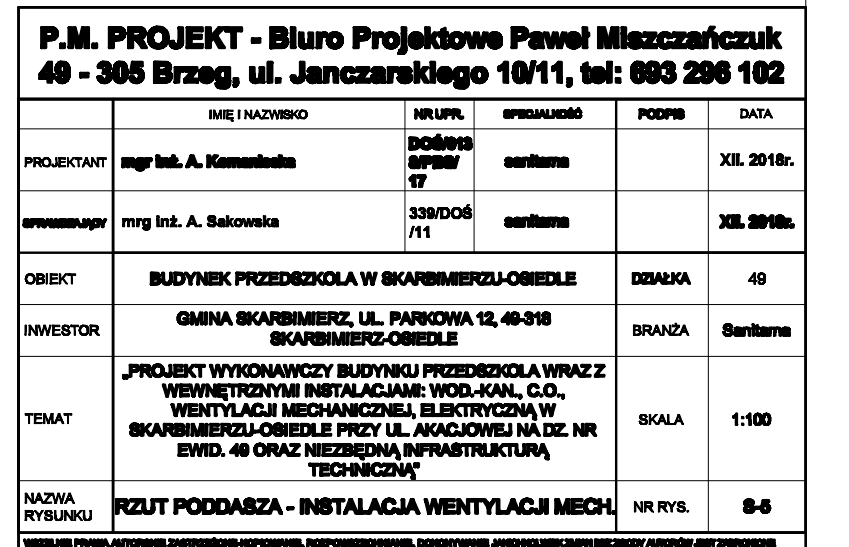 P.M. PROJEKT - Biuro Projektowe Paweł Miszczańczuk
49 - 305 Brzeg, ul. Janczarskiego 10/11, tel: 693 296 102
IMIĘ I NAZWISKO NR UPR. SPECJALNOŚĆ PODPIS DATA
PROJEKTANT mgr inż. A. sanitarna XII. 2018r.
17
SPRAWDZAJĄCY mrg inż. A. Sakowska 339/DOŚ
/11 sanitarna XII. 2018r.
OBIEKT BUDYNEK PRZEDSZKOLA W SKARBIMIERZU-OSIEDLE DZIAŁKA 49
INWESTOR GMINA SKARBIMIERZ, UL. PARKOWA 12, 49-318
SKARBIMIERZ-OSIEDLE BRANŻA Sanitarna
TEMAT „PROJEKT WYKONAWCZY BUDYNKU PRZEDSZKOLA WRAZ Z
WEWNĘTRZNYMI INSTALACJAMI: WOD.-KAN., C.O.,
WENTYLACJI MECHANICZNEJ, ELEKTRYCZNĄ W
SKARBIMIERZU-OSIEDLE PRZY UL. AKACJOWEJ NA DZ. NR
EWID. 49 ORAZ NIEZBĘDNĄ INFRASTRUKTURĄ
TECHNICZNĄ"
SKALA 1:100
NAZWA
RYSUNKU RZUT PODDASZA - INSTALACJA WENTYLACJI MECH. NR RYS. S-5